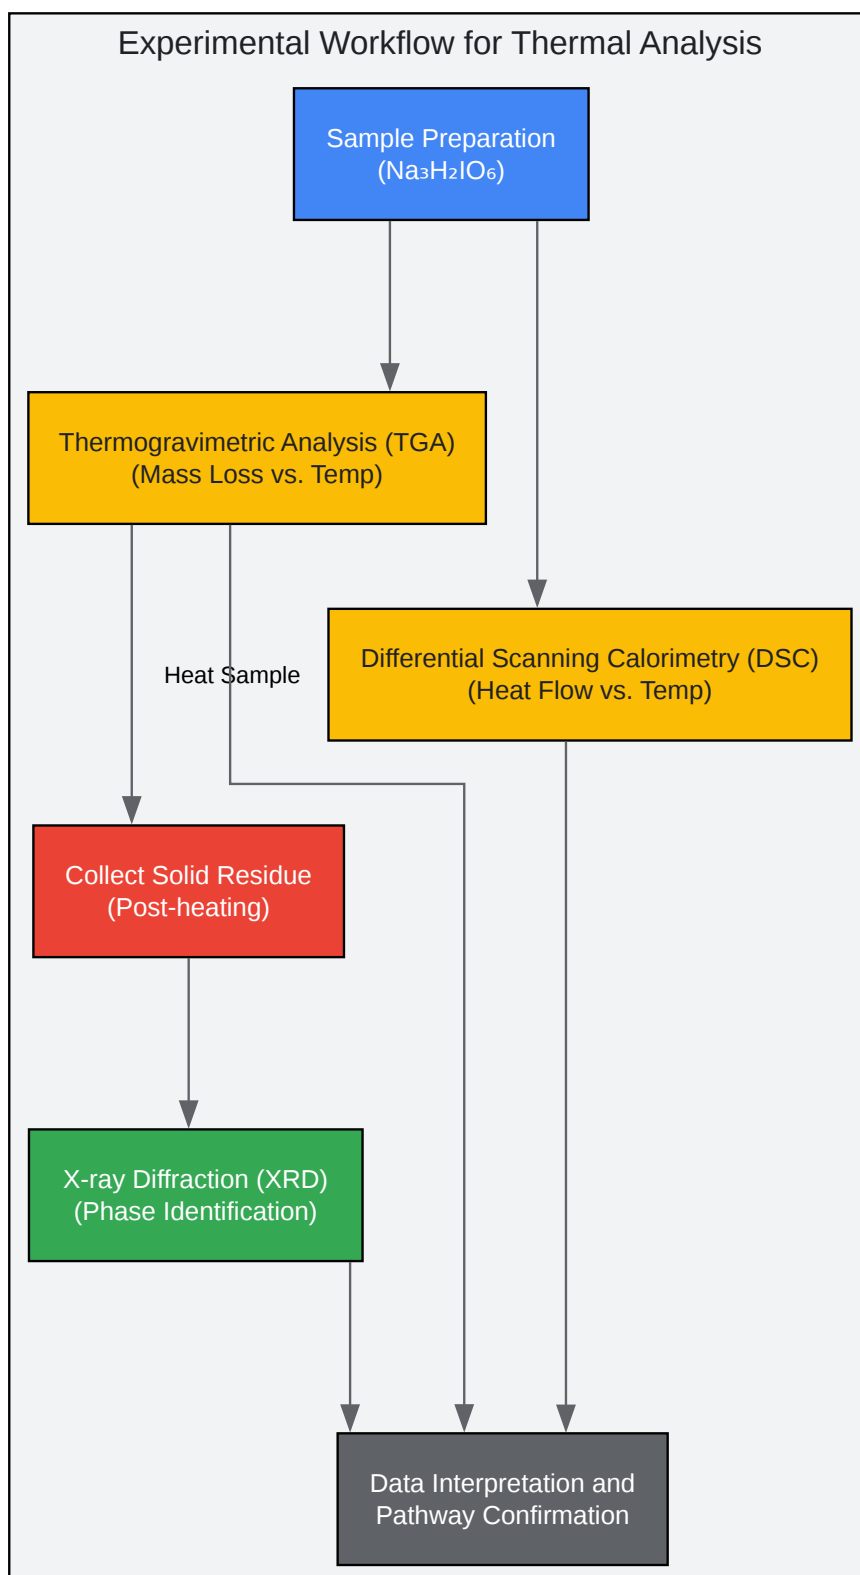 Experimental Workflow for Thermal Analysis
Sample Preparation
(Na₃H₂IO₆)
Thermogravimetric Analysis (TGA)
(Mass Loss vs. Temp)
Differential Scanning Calorimetry (DSC)
(Heat Flow vs. Temp)
Heat Sample
Collect Solid Residue
(Post-heating)
X-ray Diffraction (XRD)
(Phase Identification)
Data Interpretation and
Pathway Confirmation